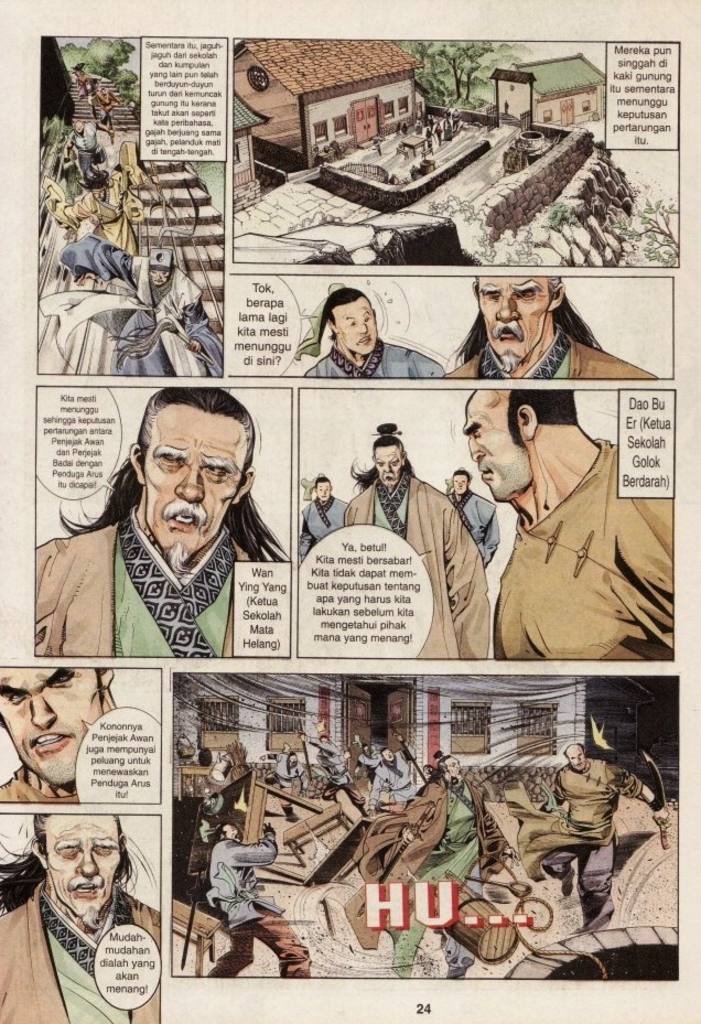 Sementara itu, jaguh-
jaguh dari sekolah
dan kumpulan
yang lain pun telah
berduyun-duyun
turun dari kemuncak
gunung itu kerana
takut akan seperti
kata peribahasa,
gajah berjuang sama
gajah, pelanduk mati
di tengah-tengah.
Mereka pun
singgah di
kaki gunung
itu sementara
menunggu
keputusan
pertarungan
itu.
Tok,
berapa
lama lagi
kita mesti
menunggu
di sini?
Kita mesti
menunggu
sehingga keputusan
pertarungan antara
Penjejak Awan
dan Perjejak
Badai dengan
Penduga Arus
itu dicapai!
Wan
Ying Yang
(Ketua
Sekolah
Mata
Helang)
Dao Bu
Er (Ketua
Sekolah
Golok
Berdarah)
Ya, betul!
Kita mesti bersabar!
Kita tidak dapat mem-
buat keputusan tentang
apa yang harus kita
lakukan sebelum kita
mengetahui pihak
mana yang menang!
Kononnya
Penjejak Awan
juga mempunyai
peluang untuk
menewaskan
Penduga Arus
itu!
Mudah-
mudahan
dialah yang
akan
menang!
HU...
24